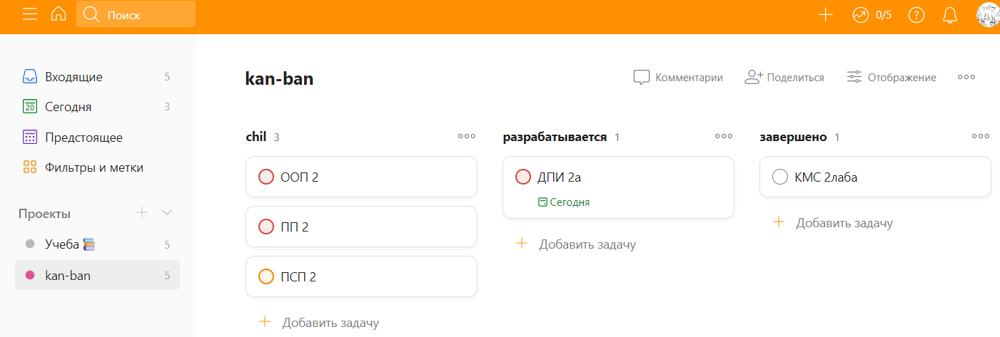 Поиск
0/5
Входящие 5
20 Сегодня 3
Предстоящее
Фильтры и метки
Проекты
Учеба 5
kan-ban 5
kan-ban
Комментарии Поделиться Отображение
chil 3
ООП 2
ПП 2
ПСП 2
Добавить задачу
разрабатывается 1
ДПИ 2а
Сегодня
Добавить задачу
завершено 1
КМС 2лаба
Добавить задачу